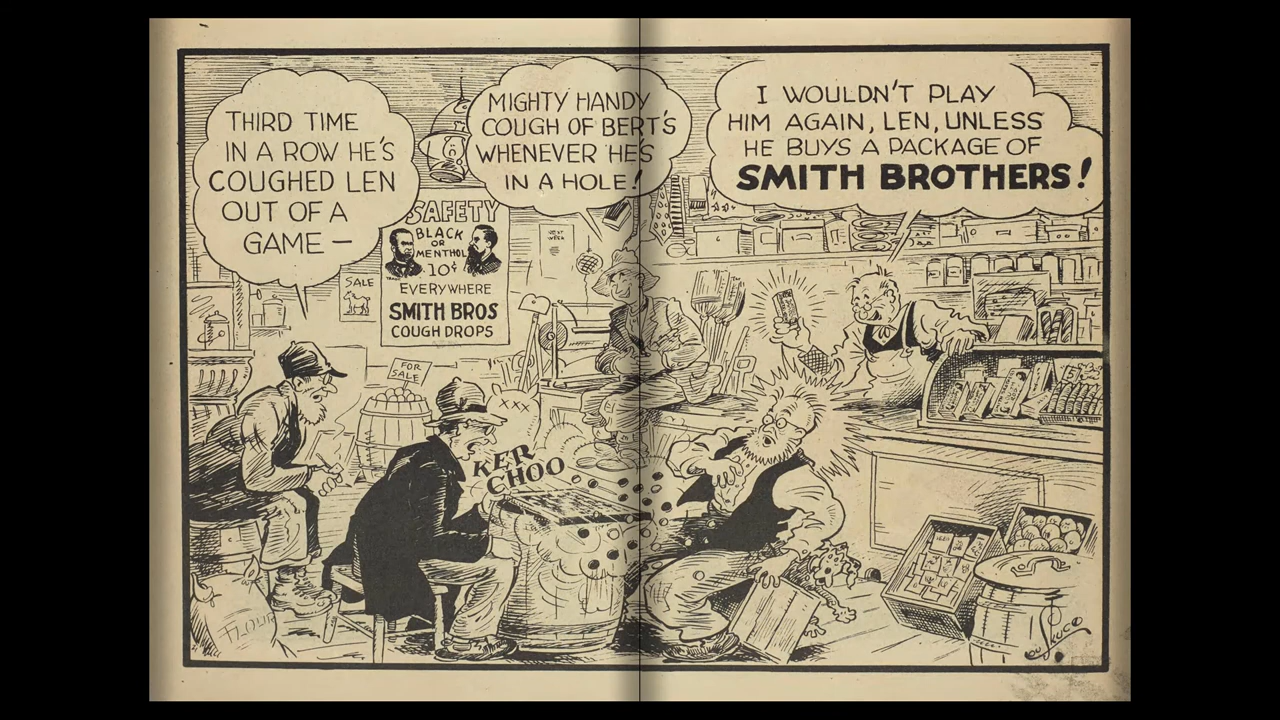 THIRD TIME
IN A ROW HE'S
COUGHED LEN
OUT OF A
GAME —
MIGHTY HANDY
COUGH OF BERT'S
WHENEVER HE'S
IN A HOLE!
I WOULDN'T PLAY
HIM AGAIN, LEN, UNLESS
HE BUYS A PACKAGE OF
SMITH BROTHERS!
SAFETY
BLACK
OR
MENTHOL
10¢
EVERYWHERE
SMITH BROS
COUGH DROPS
SALE
FOR
SALE
XXX
KER
CHOO
5¢
FLOUR